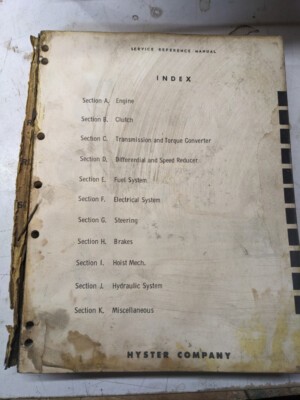 SERVICE REFERENCE MANUAL
INDEX
Section A. Engine
Section B. Clutch
Section C. Transmission and Torque Converter
Section D. Differential and Speed Reducer
Section E. Fuel System
Section F. Electrical System
Section G. Steering
Section H. Brakes
Section I. Hoist Mech.
Section J. Hydraulic System
Section K. Miscellaneous
HYSTER COMPANY